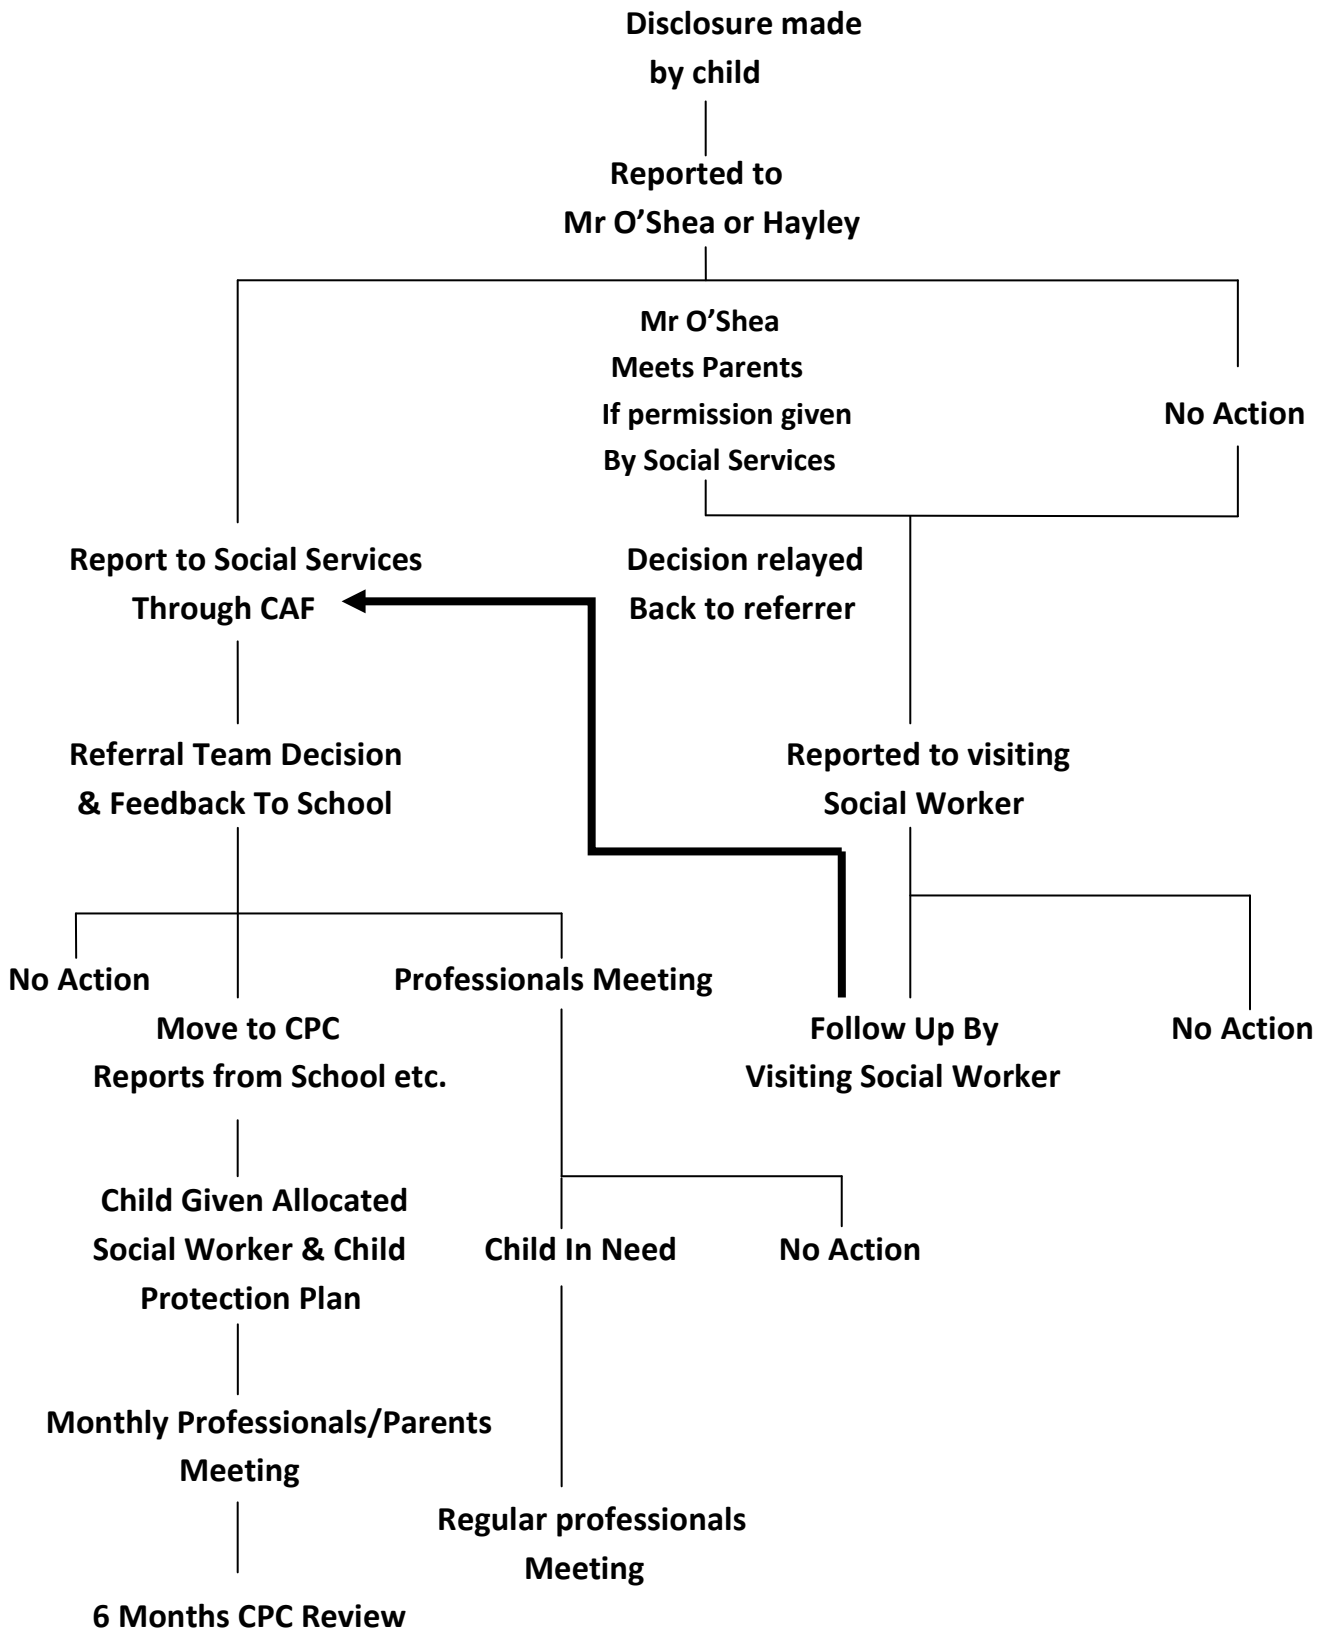 Disclosure made
by child
Reported to
Mr O’Shea or Hayley
Mr O’Shea
Meets Parents
If permission given
By Social Services
No Action
Report to Social Services
Through CAF
Decision relayed
Back to referrer
Referral Team Decision
& Feedback To School
Reported to visiting
Social Worker
No Action
Professionals Meeting
Move to CPC
Reports from School etc.
Follow Up By
Visiting Social Worker
No Action
Child Given Allocated
Social Worker & Child
Protection Plan
Child In Need
No Action
Monthly Professionals/Parents
Meeting
Regular professionals
Meeting
6 Months CPC Review